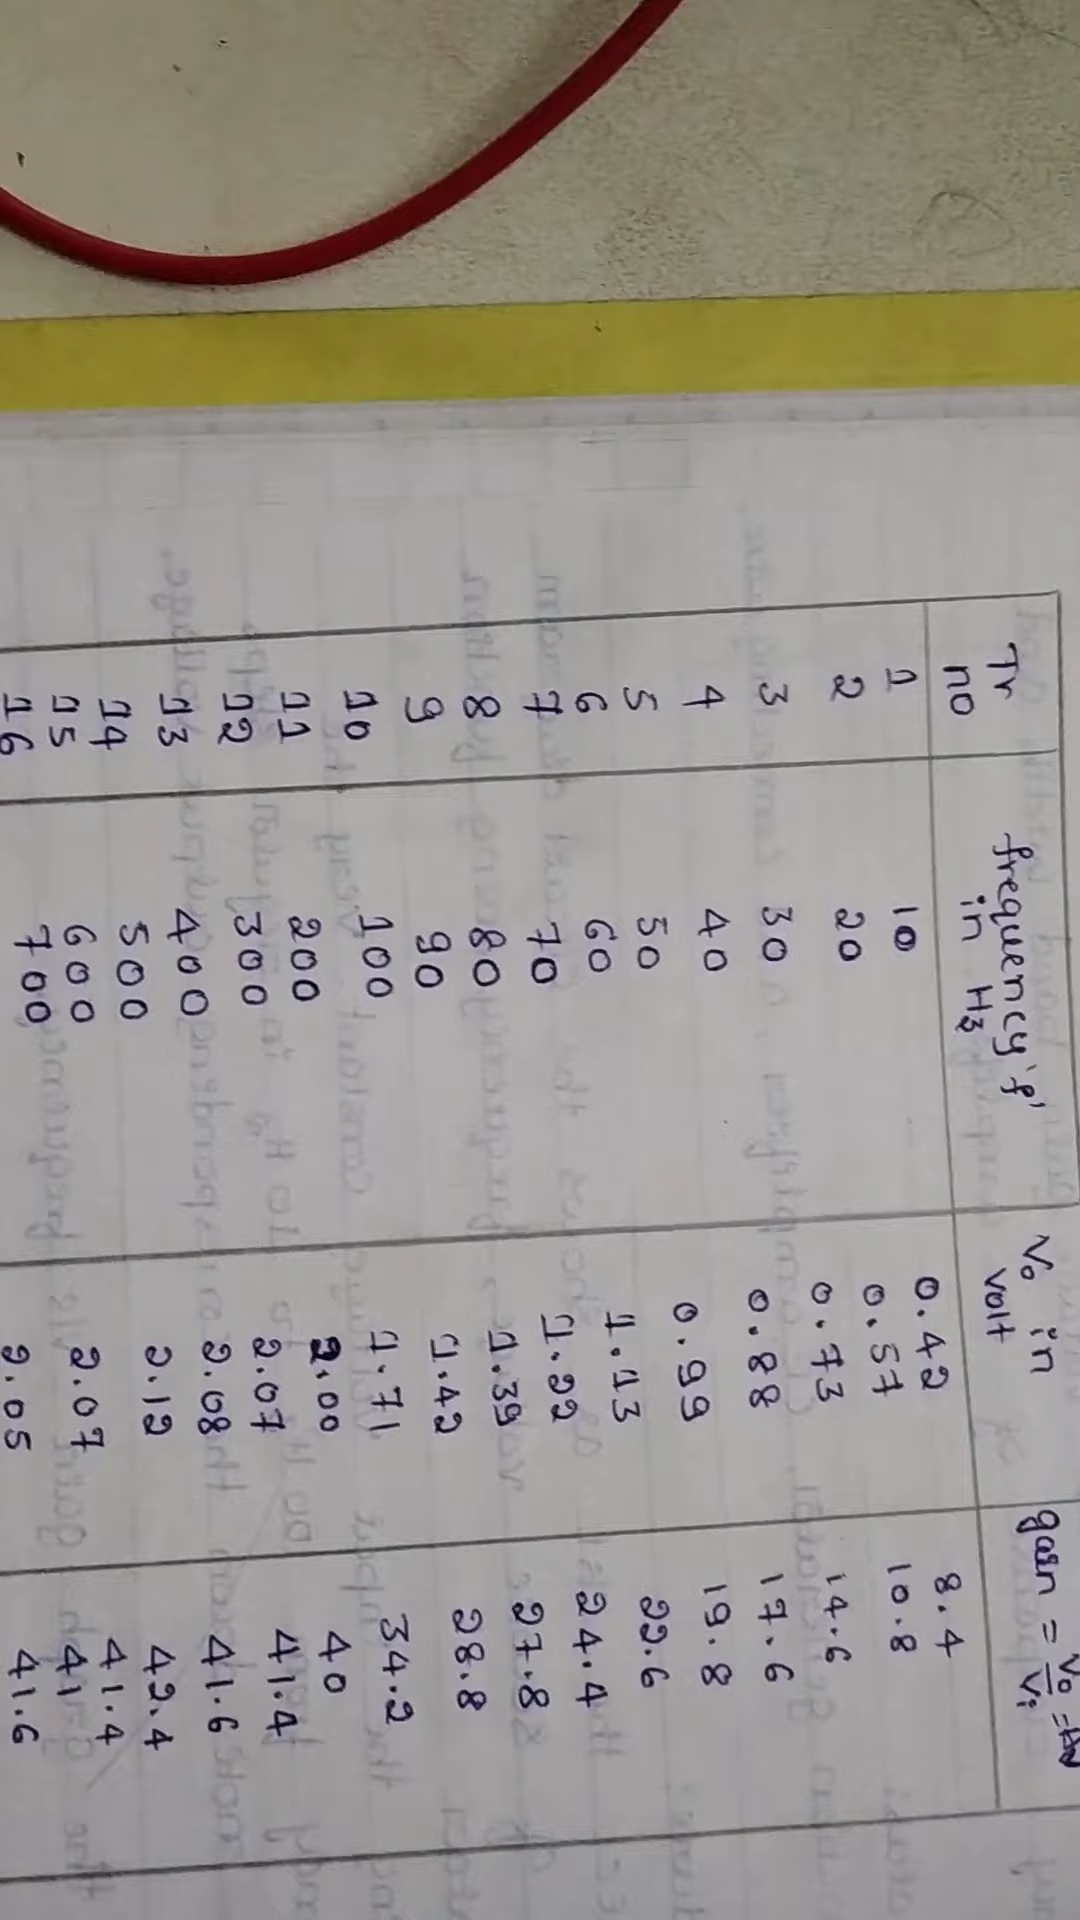 Tr no frequency 'f' in Hz Vo in volt gain = Vo/Vi = Av
1 10 0.42 8.4
2 20 0.57 10.8
3 30 0.73 14.6
4 40 0.88 17.6
5 50 0.99 19.8
6 60 1.13 22.6
7 70 1.22 24.4
8 80 1.39 27.8
9 90 1.42 28.8
10 100 1.71 34.2
11 200 2.00 40
12 300 2.07 41.4
13 400 2.08 41.6
14 500 2.12 42.4
15 600 2.07 41.4
16 700 2.05 41
41.6